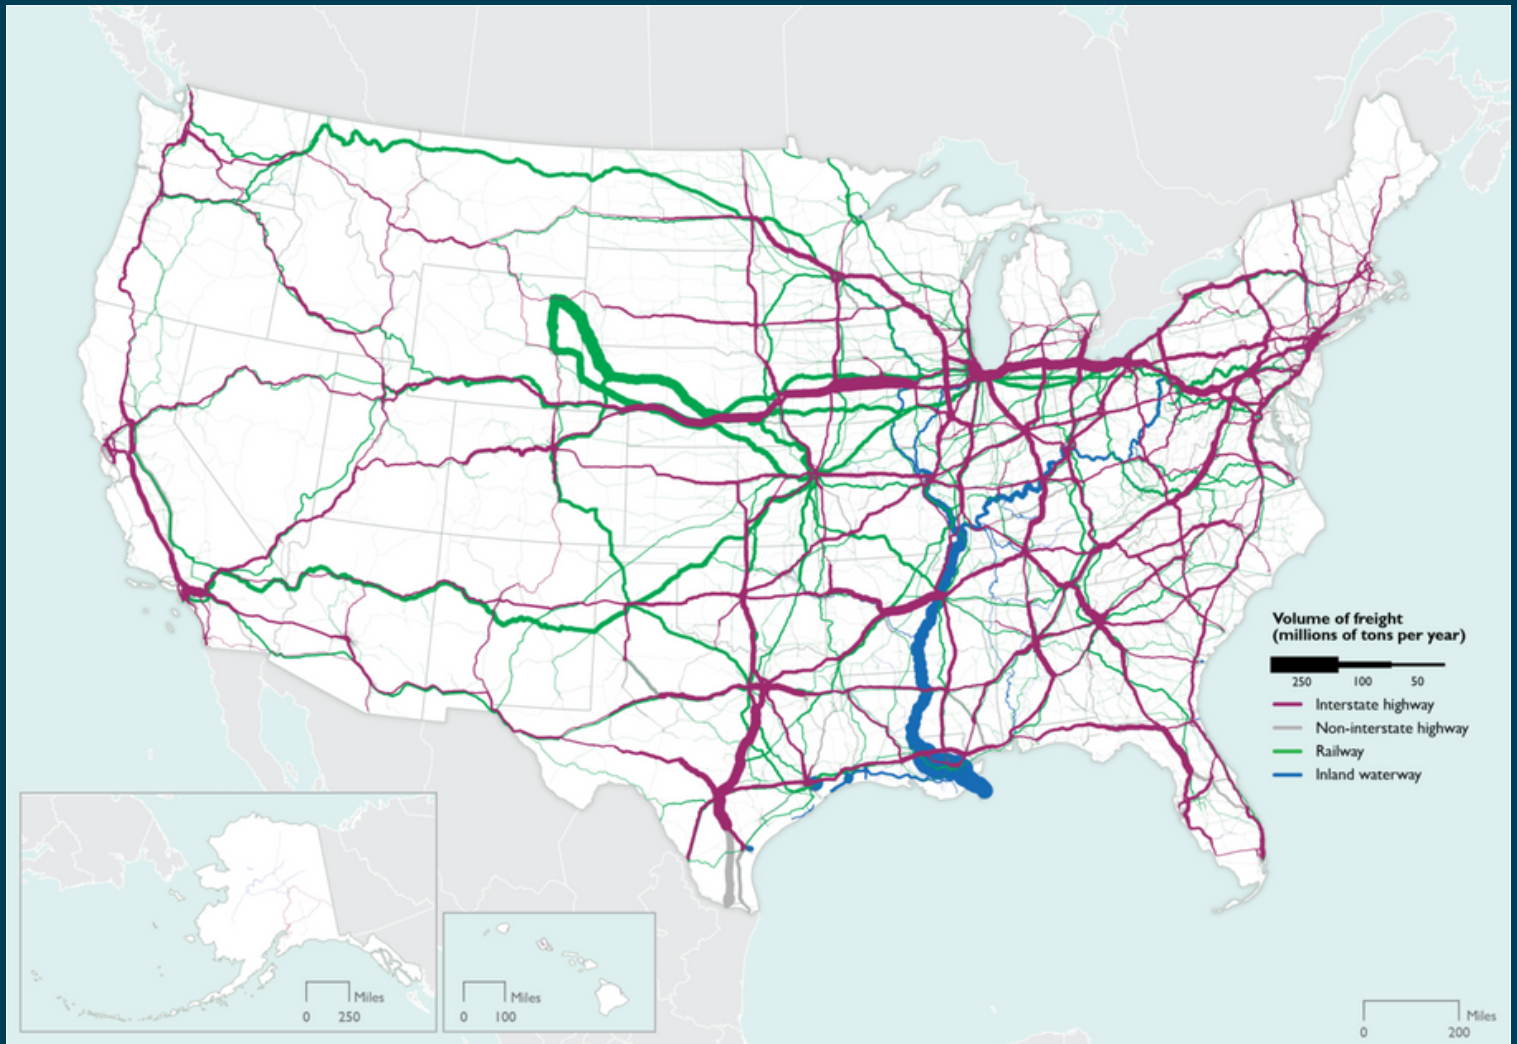 Volume of freight
(millions of tons per year)
250 100 50
Interstate highway
Non-interstate highway
Railway
Inland waterway
Miles
0 250
Miles
0 100
Miles
0 200